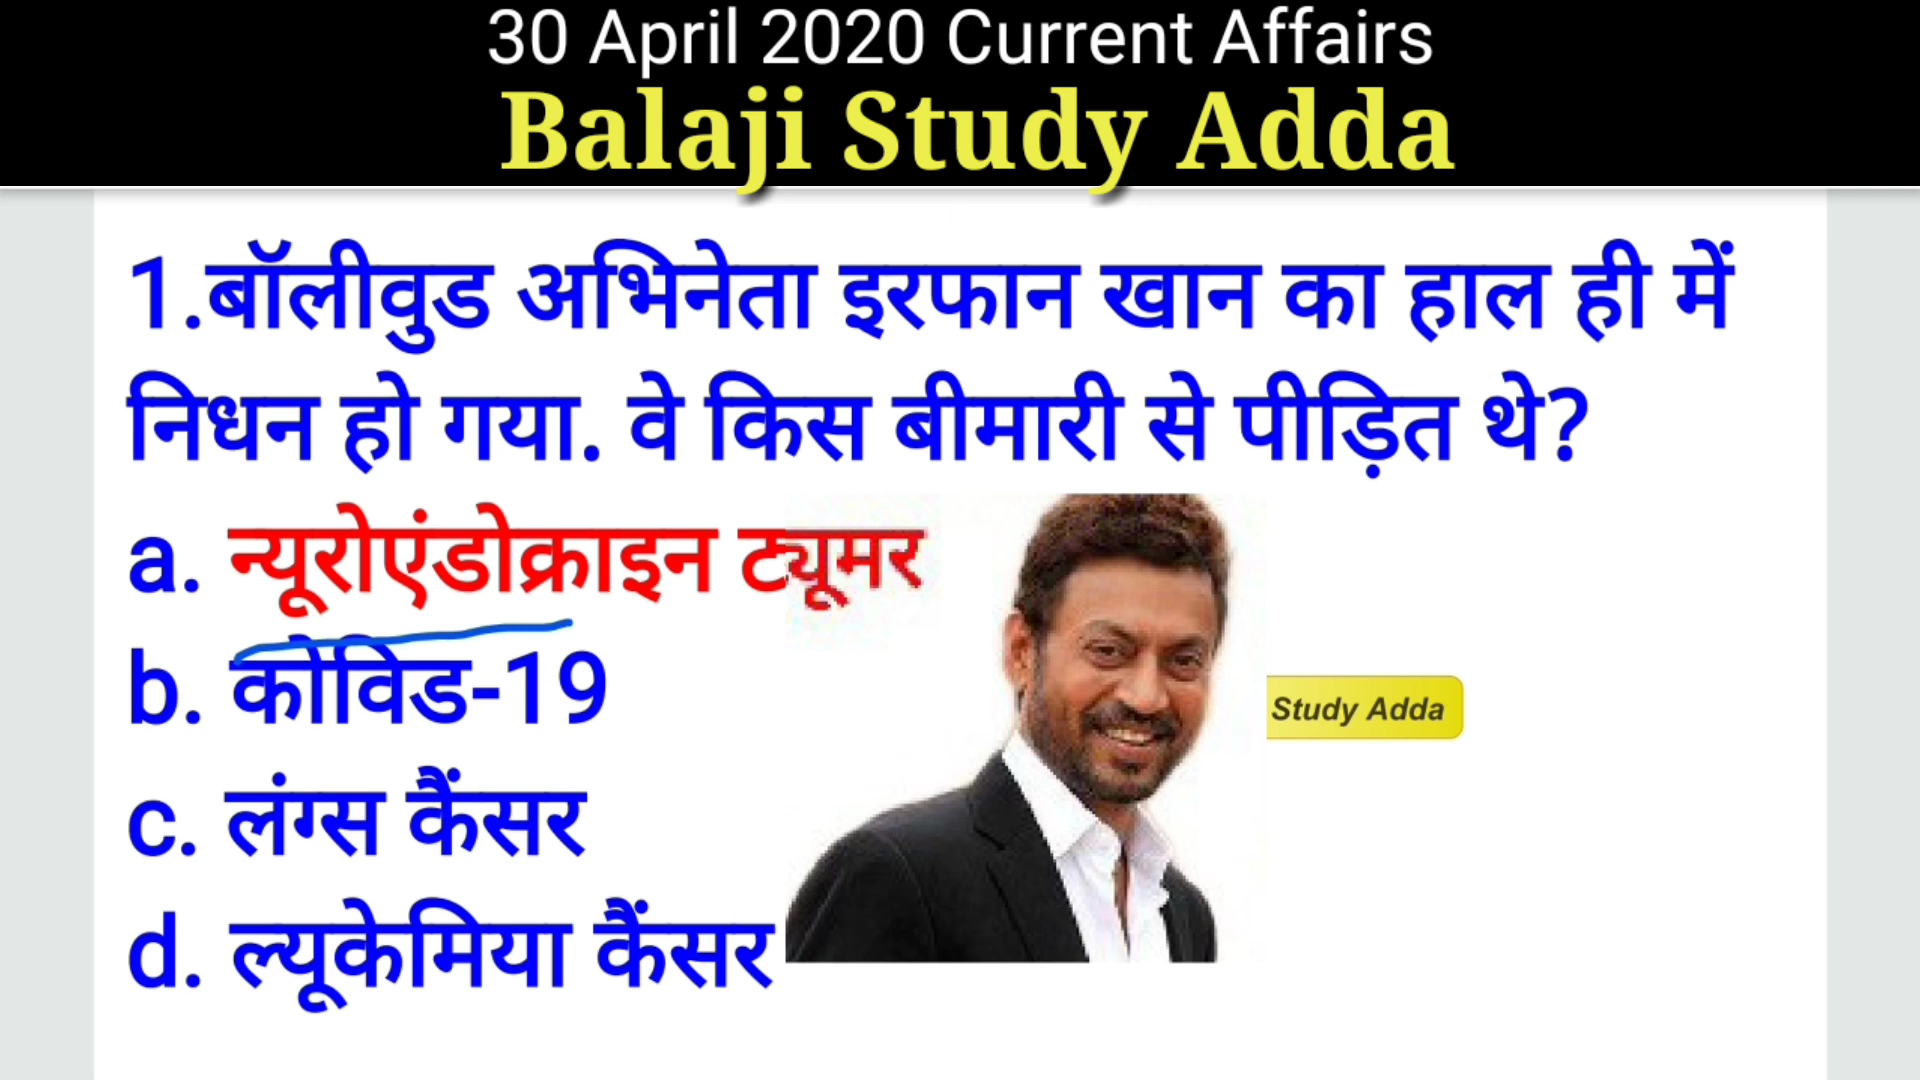 30 April 2020 Current Affairs
Balaji Study Adda
1.बॉलीवुड अभिनेता इरफान खान का हाल ही में
निधन हो गया. वे किस बीमारी से पीड़ित थे?
a. न्यूरोएंडोक्राइन ट्यूमर
b. कोविड-19
Study Adda
c. लंग्स कैंसर
d. ल्यूकेमिया कैंसर